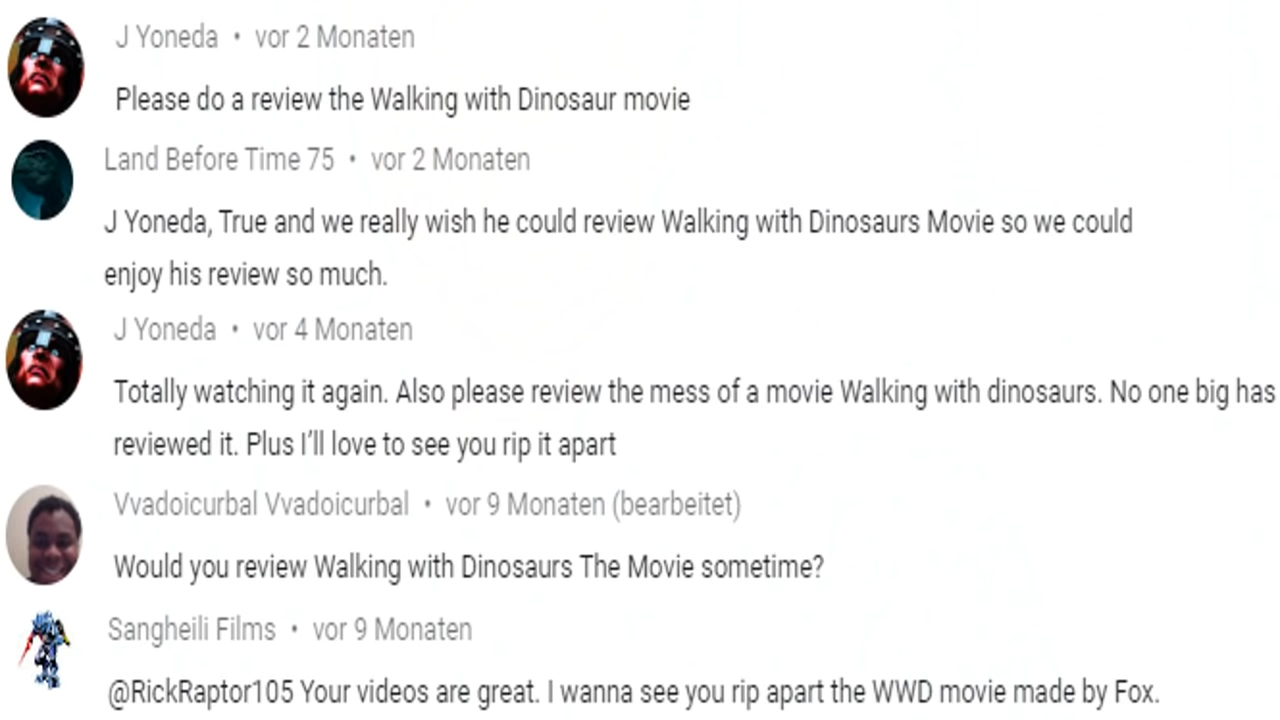 J Yoneda • vor 2 Monaten
Please do a review the Walking with Dinosaur movie
Land Before Time 75 • vor 2 Monaten
J Yoneda, True and we really wish he could review Walking with Dinosaurs Movie so we could
enjoy his review so much.
J Yoneda • vor 4 Monaten
Totally watching it again. Also please review the mess of a movie Walking with dinosaurs. No one big has
reviewed it. Plus I'll love to see you rip it apart
Vvadoicurbal Vvadoicurbal • vor 9 Monaten (bearbeitet)
Would you review Walking with Dinosaurs The Movie sometime?
Sangheili Films • vor 9 Monaten
@RickRaptor105 Your videos are great. I wanna see you rip apart the WWD movie made by Fox.